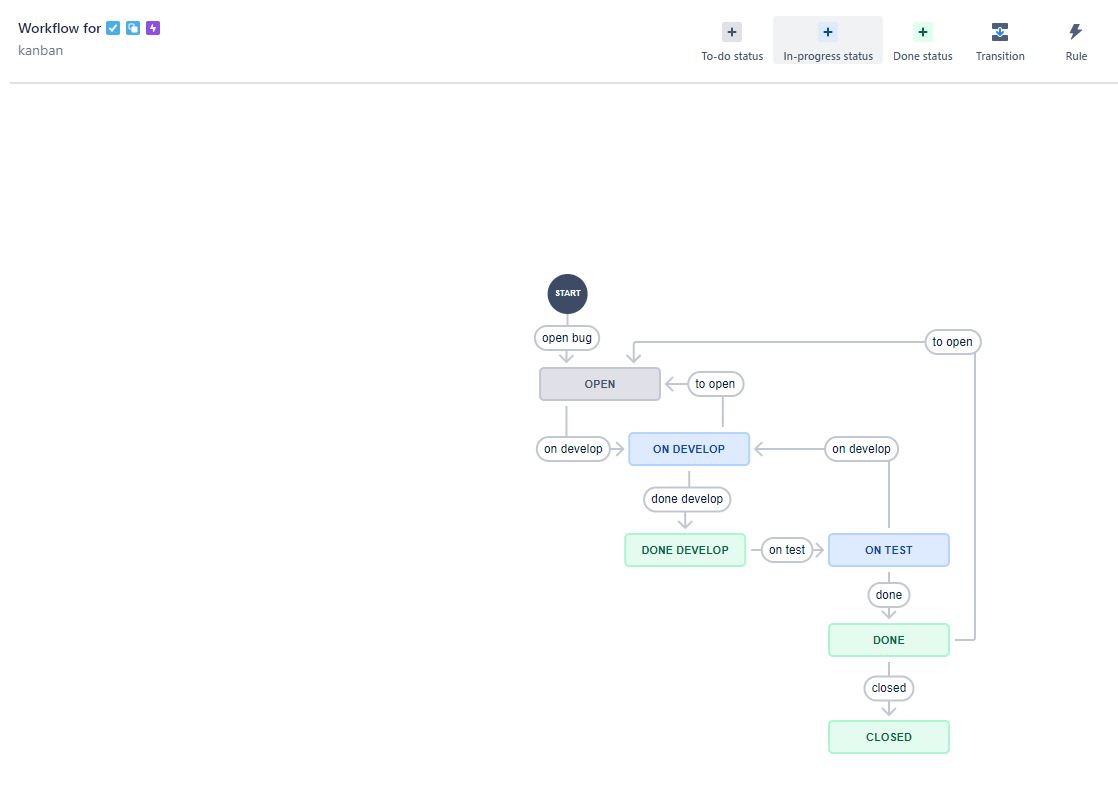 Workflow for
kanban
To-do status
In-progress status
Done status
Transition
Rule
START
open bug
to open
OPEN
to open
on develop
ON DEVELOP
on develop
done develop
DONE DEVELOP
on test
ON TEST
done
DONE
closed
CLOSED